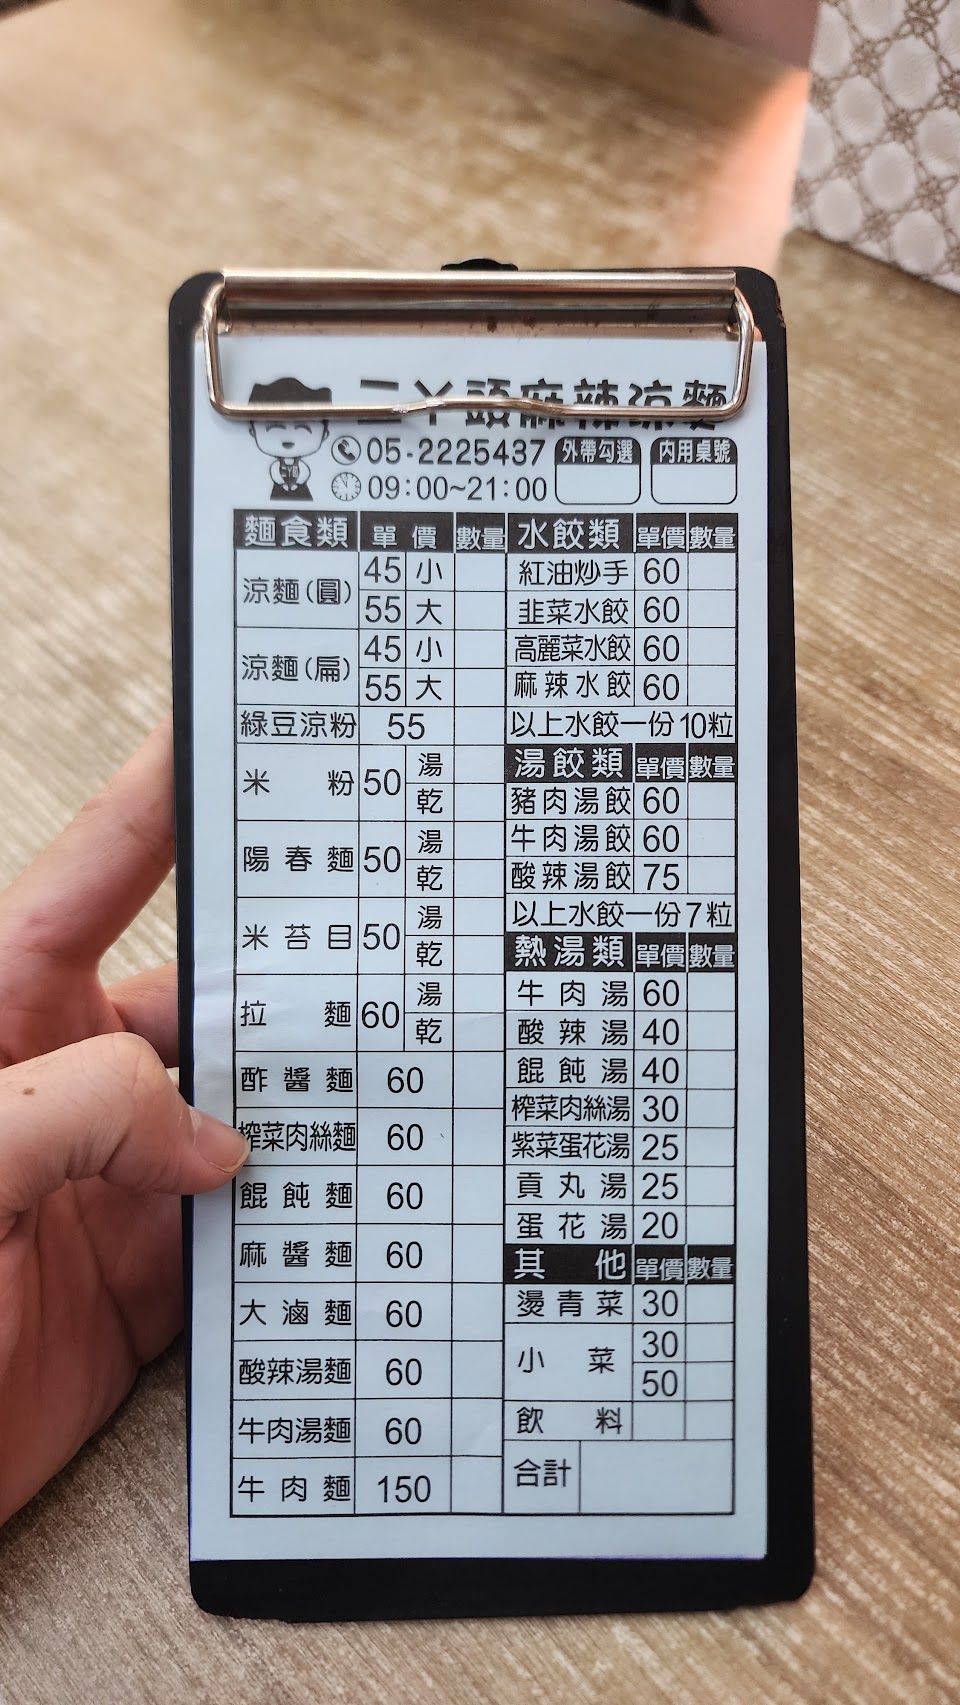 二丫頭麻辣涼麵
05-2225437
09:00~21:00
外帶勾選
內用桌號
麵食類 單價 數量
涼麵(圓) 45 小
55 大
涼麵(扁) 45 小
55 大
綠豆涼粉 55
米粉 50 湯
乾
陽春麵 50 湯
乾
米苔目 50 湯
乾
拉麵 60 湯
乾
酢醬麵 60
榨菜肉絲麵 60
餛飩麵 60
麻醬麵 60
大滷麵 60
酸辣湯麵 60
牛肉湯麵 60
牛肉麵 150
水餃類 單價 數量
紅油炒手 60
韭菜水餃 60
高麗菜水餃 60
麻辣水餃 60
以上水餃一份10粒
湯餃類 單價 數量
豬肉湯餃 60
牛肉湯餃 60
酸辣湯餃 75
以上水餃一份7粒
熱湯類 單價 數量
牛肉湯 60
酸辣湯 40
餛飩湯 40
榨菜肉絲湯 30
紫菜蛋花湯 25
貢丸湯 25
蛋花湯 20
其他 單價 數量
燙青菜 30
小菜 30
50
飲料
合計